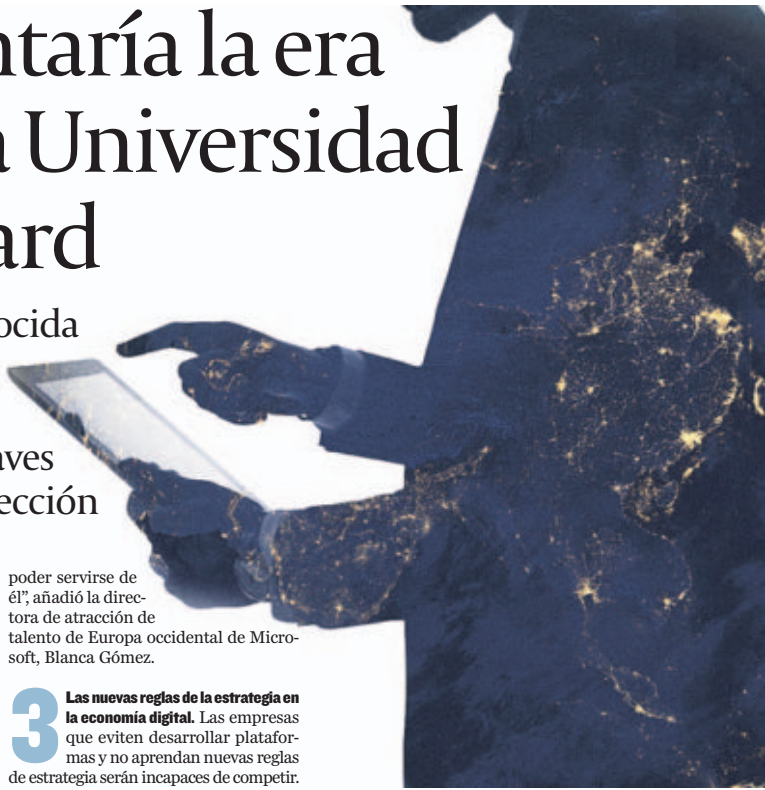 ntaría la era
a Universidad
ard
ocida
aves
ección
poder servirse de
él”, añadió la direc-
tora de atracción de
talento de Europa occidental de Micro-
soft, Blanca Gómez.
3 Las nuevas reglas de la estrategia en
la economía digital. Las empresas
que eviten desarrollar platafor-
mas y no aprendan nuevas reglas
de estrategia serán incapaces de competir.